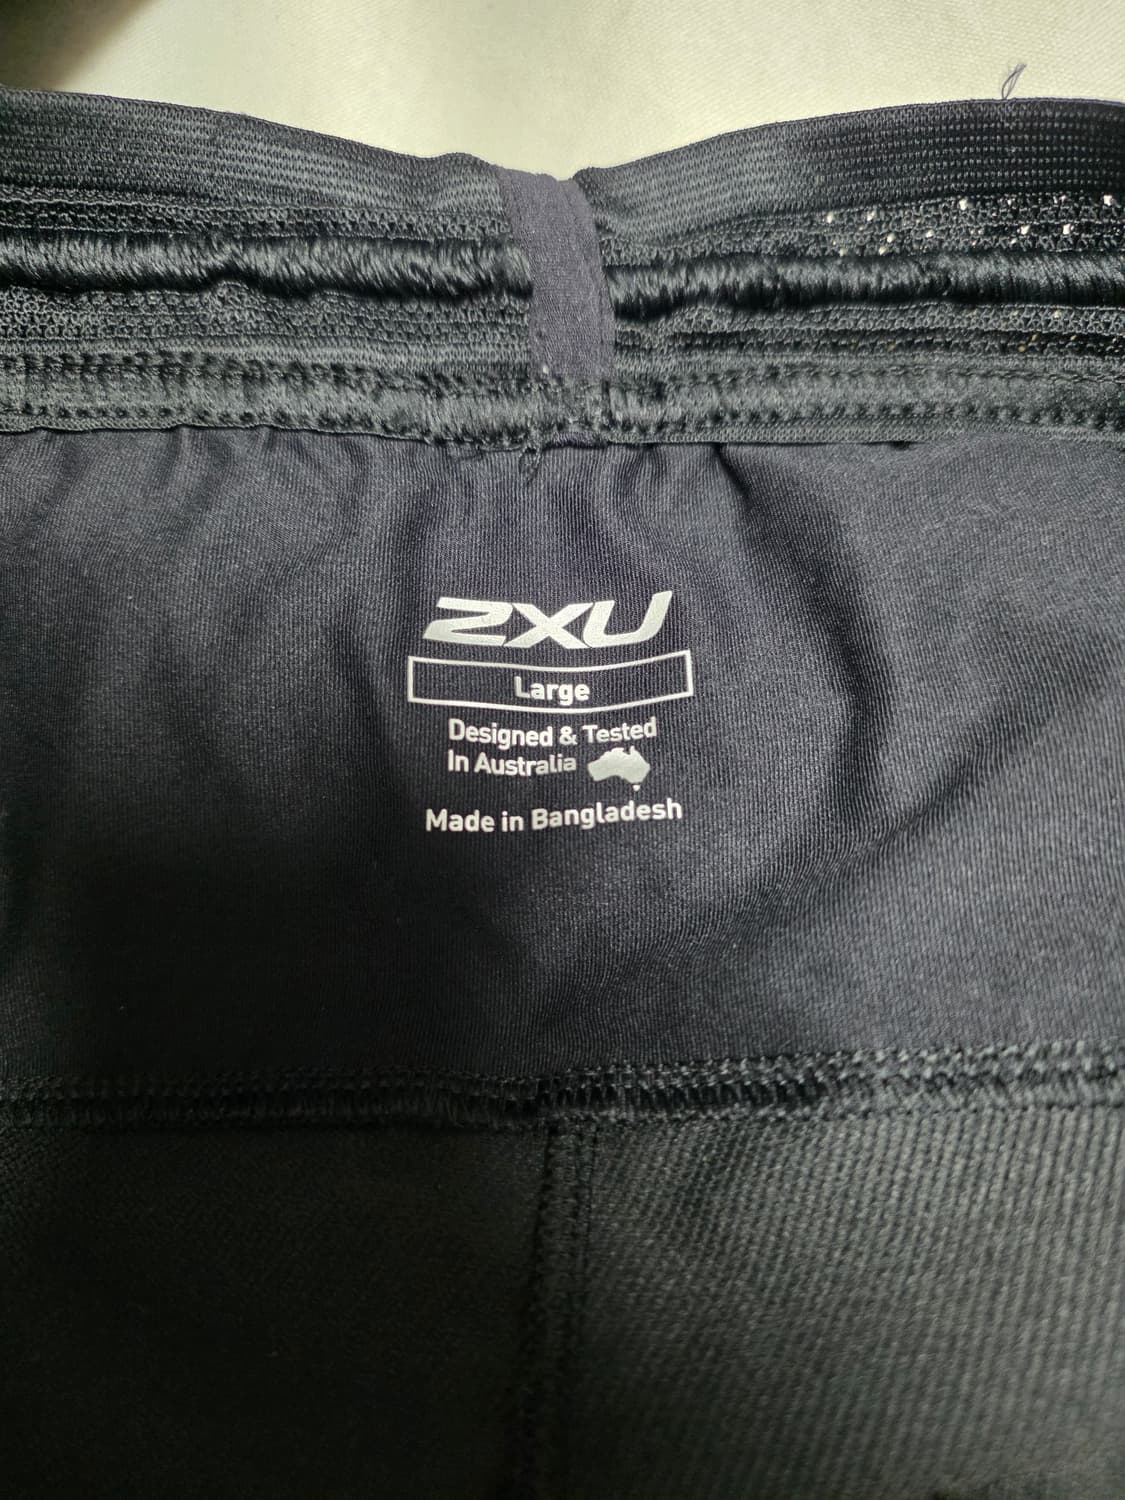 2XU
Large
Designed & Tested
In Australia
Made in Bangladesh